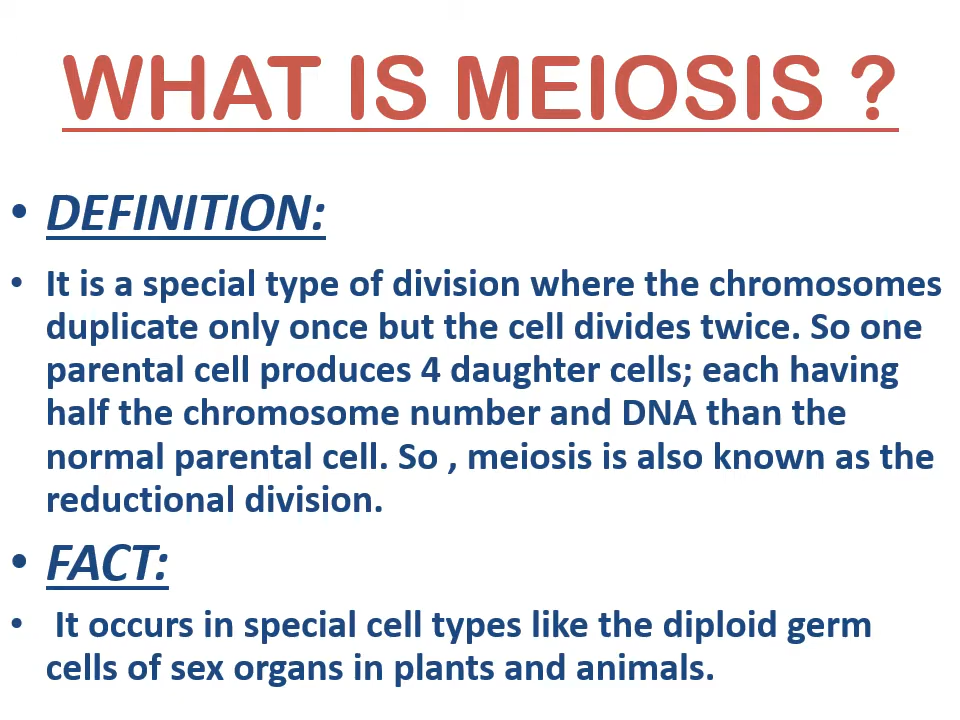 WHAT IS MEIOSIS ?
• DEFINITION:
• It is a special type of division where the chromosomes
duplicate only once but the cell divides twice. So one
parental cell produces 4 daughter cells; each having
half the chromosome number and DNA than the
normal parental cell. So , meiosis is also known as the
reductional division.
• FACT:
• It occurs in special cell types like the diploid germ
cells of sex organs in plants and animals.